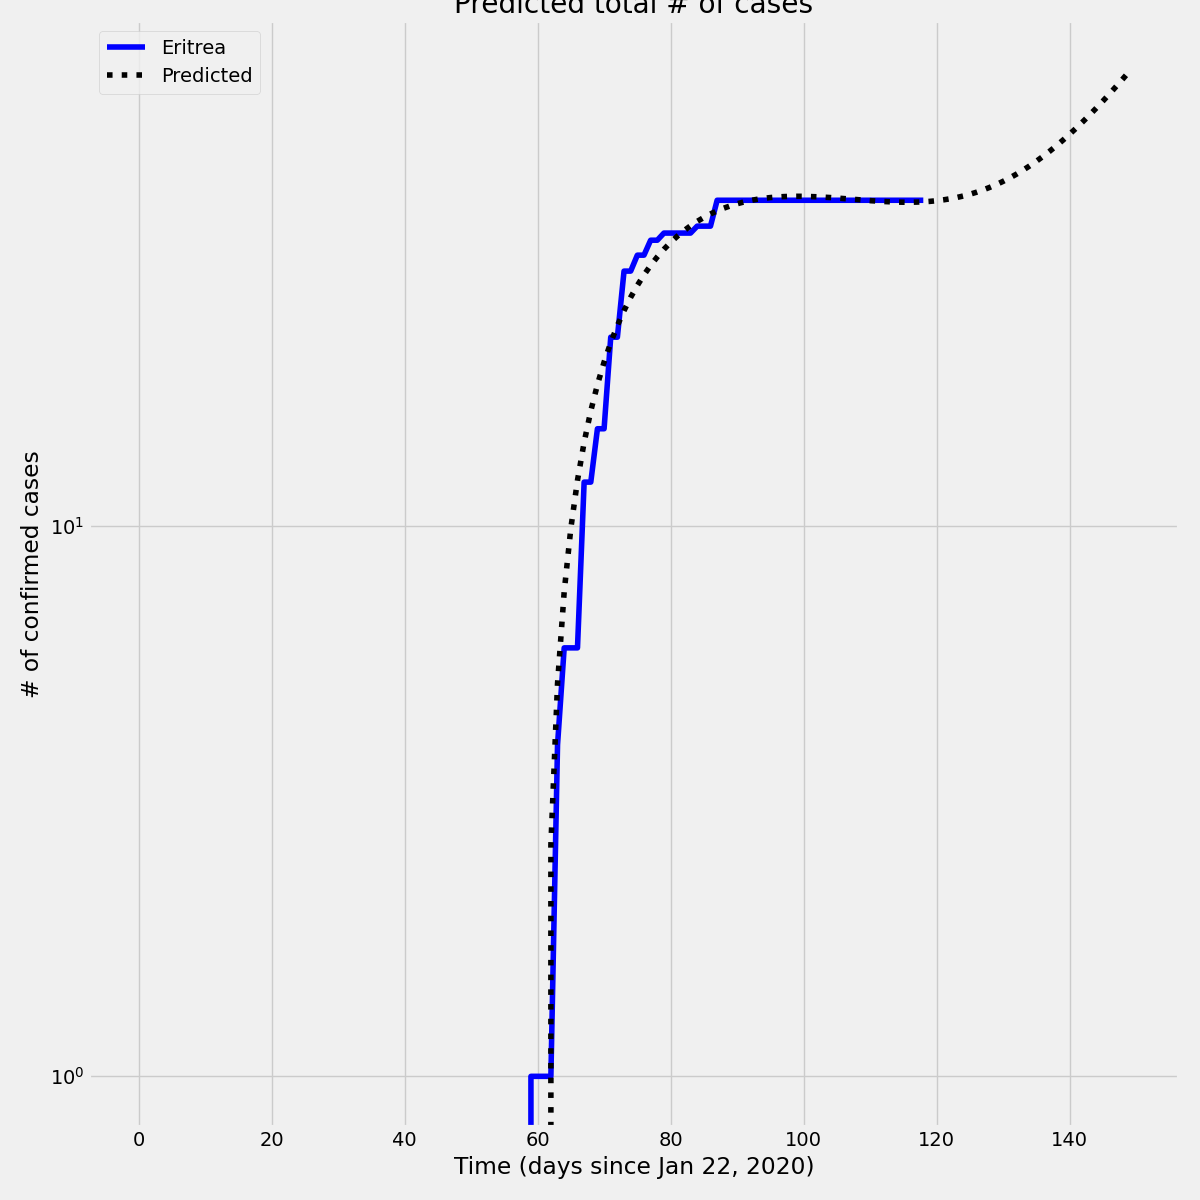 Predicted total # of cases
Eritrea
Predicted
# of confirmed cases
10¹
10⁰
0 20 40 60 80 100 120 140
Time (days since Jan 22, 2020)